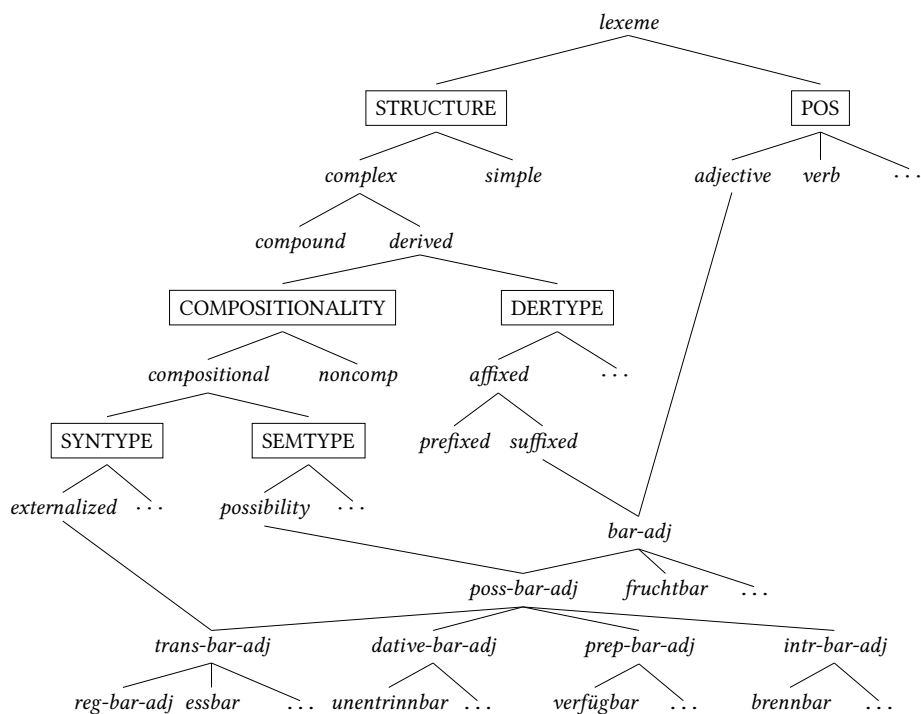 lexeme
STRUCTURE POS
complex simple adjective verb ...
compound derived
COMPOSITIONALITY DERTYPE
compositional noncomp affixed ...
SYNTYPE SEMTYPE prefixed suffixed
externalized ... possibility ...
bar-adj
poss-bar-adj fruchtbar ...
trans-bar-adj dative-bar-adj prep-bar-adj intr-bar-adj
reg-bar-adj essbar ... unentrinnbar ... verfügbar ... brennbar ...